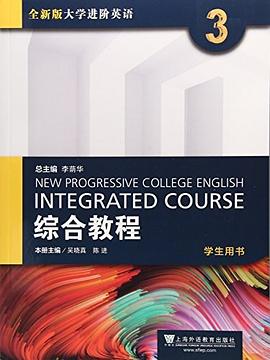 全新版大学进阶英语
3
总主编 李荫华
NEW PROGRESSIVE COLLEGE ENGLISH
INTEGRATED COURSE
综合教程
本册主编/吴晓真 陈进
学生用书
上海外语教育出版社
www.sflep.com